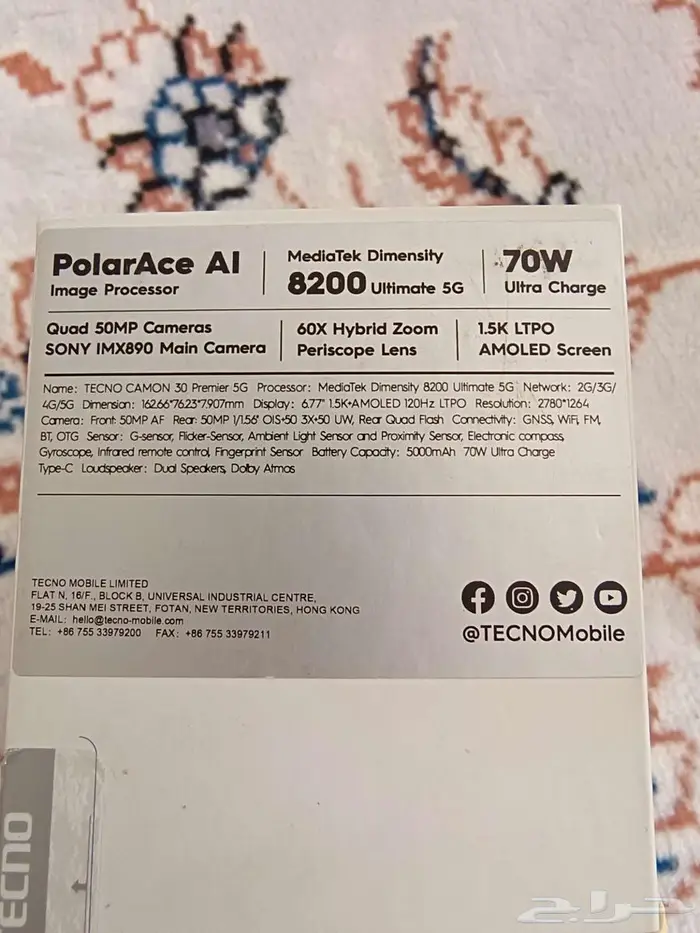 PolarAce AI
Image Processor
MediaTek Dimensity
8200 Ultimate 5G
70W
Ultra Charge
Quad 50MP Cameras
SONY IMX890 Main Camera
60X Hybrid Zoom
Periscope Lens
1.5K LTPO
AMOLED Screen
Name: TECNO CAMON 30 Premier 5G Processor: MediaTek Dimensity 8200 Ultimate 5G Network: 2G/3G/
4G/5G Dimension: 162.66*76.23*7.907mm Display: 6.77" 1.5K+AMOLED 120Hz LTPO Resolution: 2780*1264
Camera: Front: 50MP AF Rear: 50MP 1/1.56' OIS+50 3X+50 UW, Rear Quad Flash Connectivity: GNSS, WiFi, FM,
BT, OTG Sensor: G-sensor, Flicker-Sensor, Ambient Light Sensor and Proximity Sensor, Electronic compass,
Gyroscope, Infrared remote control, Fingerprint Sensor Battery Capacity: 5000mAh 70W Ultra Charge
Type-C Loudspeaker: Dual Speakers, Dolby Atmos
TECNO MOBILE LIMITED
FLAT N, 16/F., BLOCK B, UNIVERSAL INDUSTRIAL CENTRE,
19-25 SHAN MEI STREET, FOTAN, NEW TERRITORIES, HONG KONG
E-MAIL: hello@tecno-mobile.com
TEL: +86 755 33979200 FAX: +86 755 33979211
@TECNOMobile
ECNO
حراج